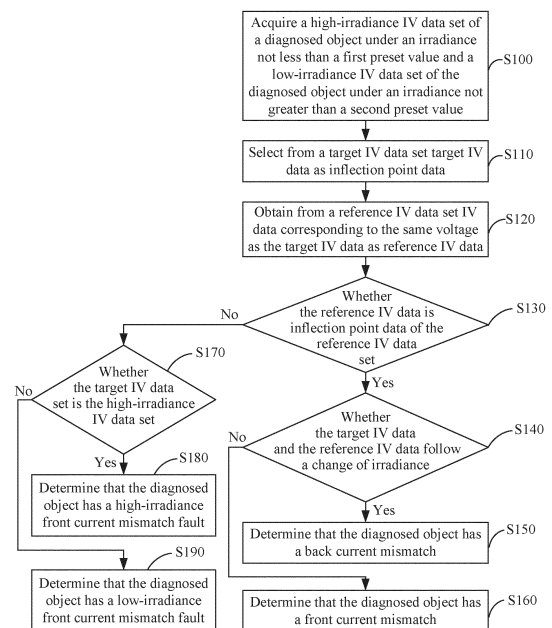 Acquire a high-irradiance IV data set of
a diagnosed object under an irradiance
not less than a first preset value and a
low-irradiance IV data set of the
diagnosed object under an irradiance not
greater than a second preset value
S100
Select from a target IV data set target IV
data as inflection point data
S110
Obtain from a reference IV data set IV
data corresponding to the same voltage
as the target IV data as reference IV data
S120
Whether
the reference IV data is
inflection point data of the
reference IV data
set
S130
No
Yes
S170
Whether
the target IV data
set is the high-irradiance
IV data set
No
Yes
S180
Determine that the diagnosed
object has a high-irradiance
front current mismatch fault
S190
Determine that the diagnosed
object has a low-irradiance
front current mismatch fault
Whether
the target IV data
and the reference IV data follow
a change of irradiance
S140
No
Yes
Determine that the diagnosed object has
a back current mismatch
S150
Determine that the diagnosed object has
a front current mismatch
S160